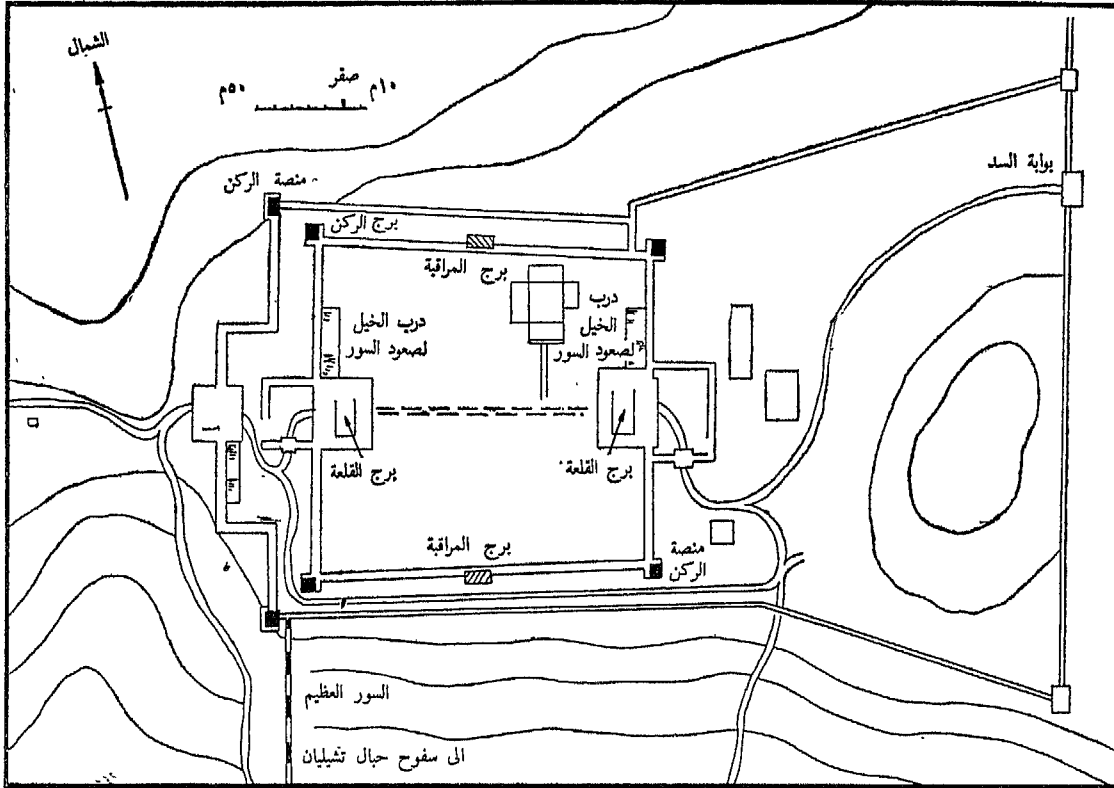 الشمال
صفر
٥٠م
١٠م
منصة الركن
بوابة السد
برج الركن
برج المراقبة
درب
الخيل
لصعود السور
درب الخيل
لصعود السور
برج القلعة
برج القلعة
برج المراقبة
منصة
الركن
السور العظيم
الى سفوح حبال تشيليان